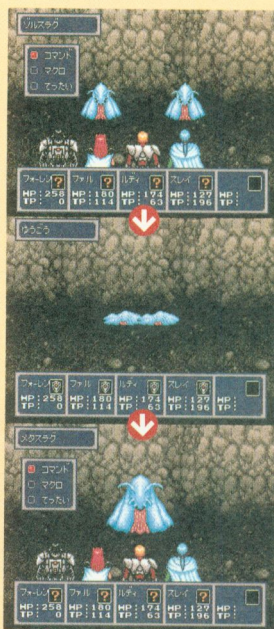 ゾルスラグ
コマンド
マクロ
てったい
フォーレン ? ファル ? ルディ ? スレイ ?
HP:258 HP:180 HP:174 HP:127 HP:
TP: 0 TP:114 TP: 63 TP:196 TP:
ゆうごう
フォーレン ファル ルディ スレイ
HP:258 HP:180 HP:174 HP:127 HP:
TP: 0 TP:114 TP: 63 TP:196 TP:
メタスラグ
コマンド
マクロ
てったい
フォーレン ? ファル ? ルディ ? スレイ ?
HP:258 HP:180 HP:174 HP:127 HP:
TP: 0 TP:114 TP: 63 TP:196 TP: